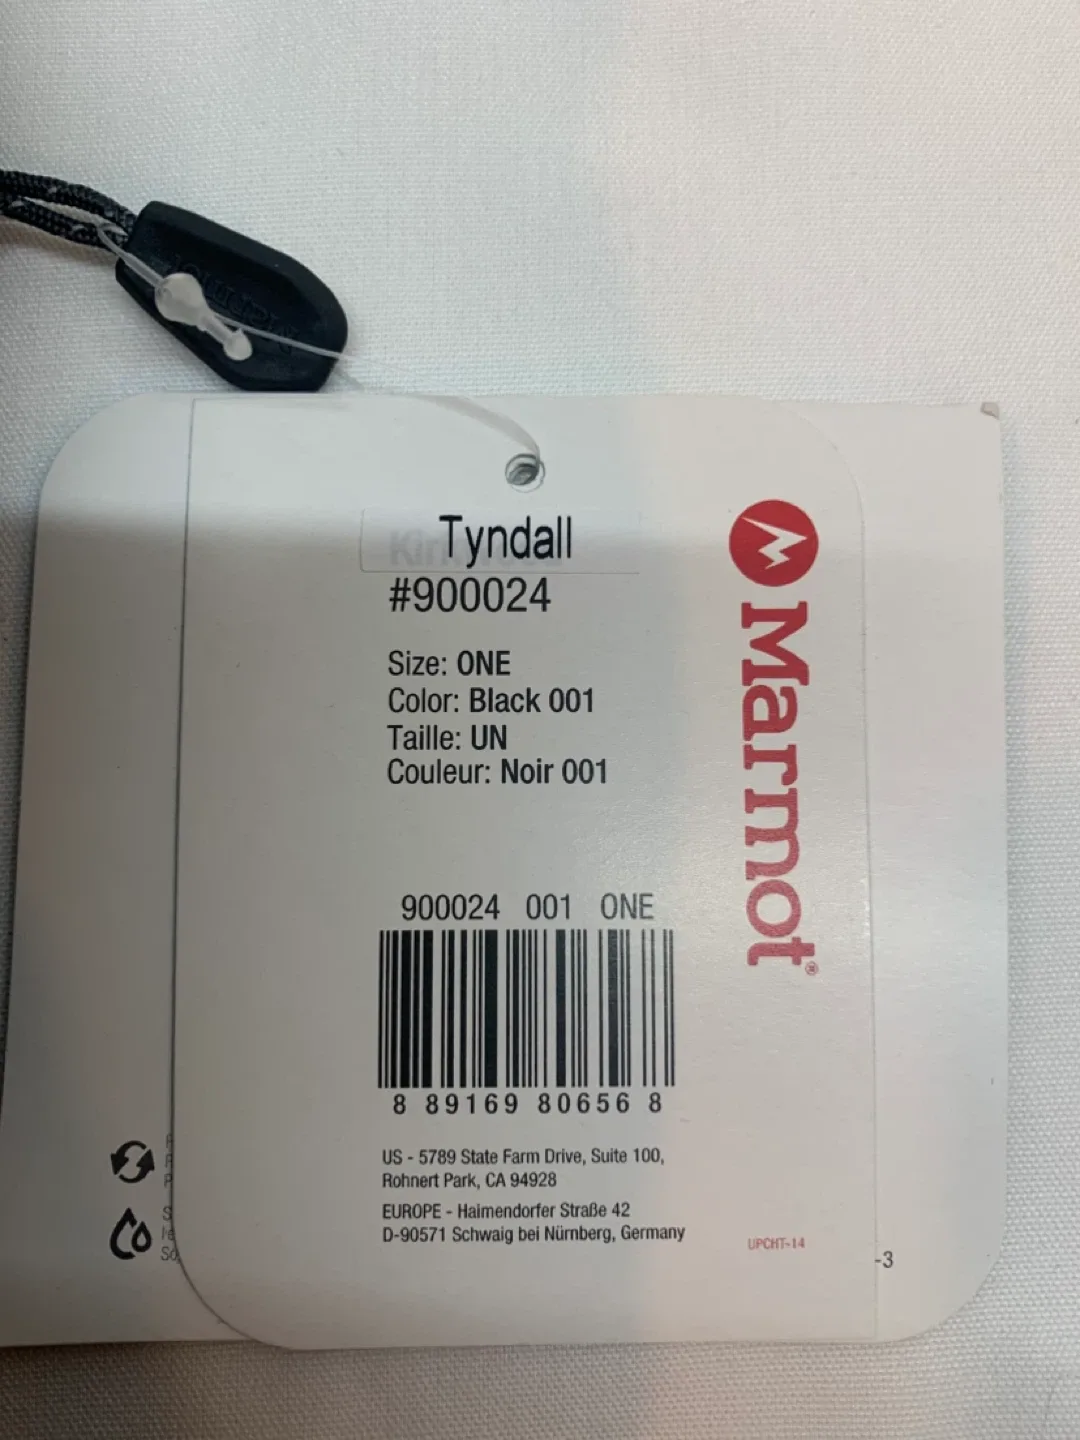 Tyndall
#900024
Size: ONE
Color: Black 001
Taille: UN
Couleur: Noir 001
900024 001 ONE
8 89169 80656 8
US - 5789 State Farm Drive, Suite 100,
Rohnert Park, CA 94928
EUROPE - Haimendorfer Straße 42
D-90571 Schwaig bei Nürnberg, Germany
Marmot®
UPCHT-14
-3